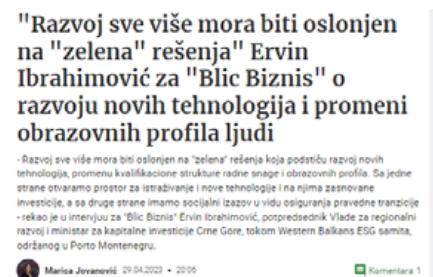 "Razvoj sve više mora biti oslonjen
na "zelena" rešenja" Ervin
Ibrahimović za "Blic Biznis" o
razvoju novih tehnologija i promeni
obrazovnih profila ljudi
- Razvoj sve više mora biti oslonjen na "zelena" rešenja koja podstiču razvoj novih
tehnologija, promenu kvalifikacione strukture radne snage i obrazovnih profila. Sa jedne
strane otvaramo prostor za istraživanje i nove tehnologije i na njima zasnovane
investicije, a sa druge strane imamo socijalni izazov u vidu osiguranja pravedne tranzicije
- rekao je u intervjuu za "Blic Biznis" Ervin Ibrahimović, potpredsednik Vlade za regionalni
razvoj i ministar za kapitalne investicije Crne Gore, tokom Western Balkans ESG samita,
održanog u Porto Montenegru.
Marisa Jovanović 29.04.2023 • 20:06 Komentara 1